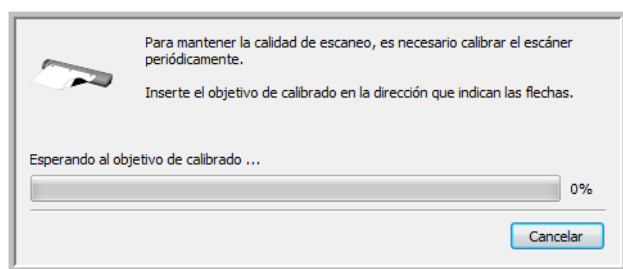 Para mantener la calidad de escaneo, es necesario calibrar el escáner
periódicamente.
Inserte el objetivo de calibrado en la dirección que indican las flechas.
Esperando al objetivo de calibrado ...
0%
Cancelar